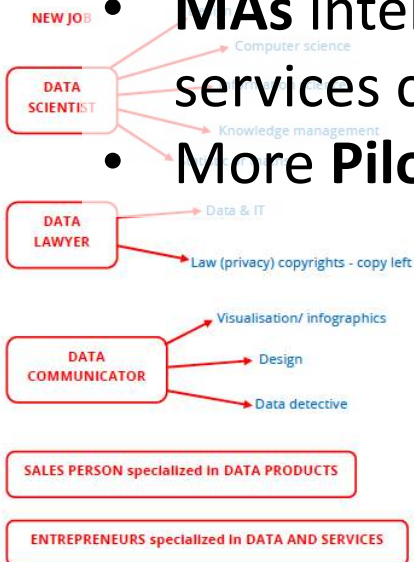 NEW JOB
• MAs
Computer science
DATA
SCIENTIST
services
Knowledge management
• More
DATA
LAWYER
Data & IT
Law (privacy) copyrights - copy left
Visualisation/ infographics
DATA
COMMUNICATOR
Design
Data detective
SALES PERSON specialized in DATA PRODUCTS
ENTREPRENEURS specialized in DATA AND SERVICES